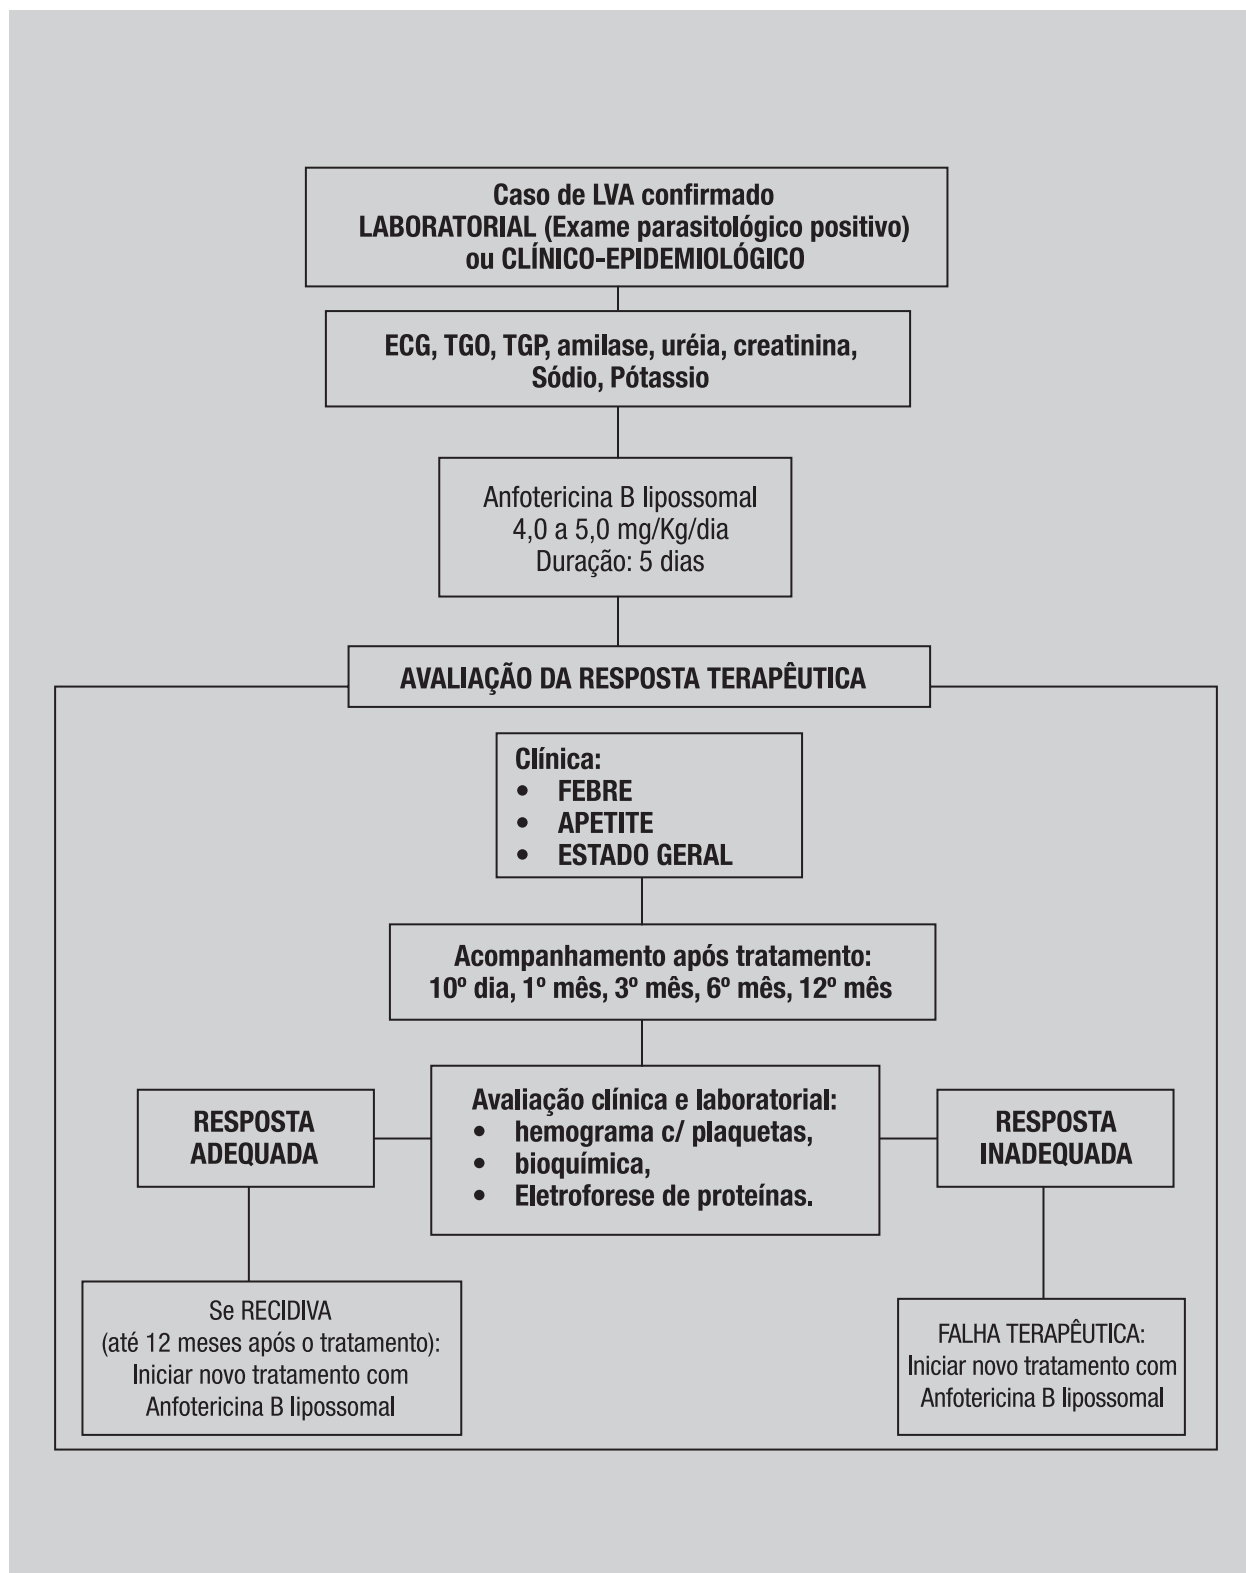 Caso de LVA confirmado
LABORATORIAL (Exame parasitológico positivo)
ou CLÍNICO-EPIDEMIOLÓGICO
ECG, TGO, TGP, amilase, uréia, creatinina,
Sódio, Pótassio
Anfotericina B lipossomal
4,0 a 5,0 mg/Kg/dia
Duração: 5 dias
AVALIAÇÃO DA RESPOSTA TERAPÊUTICA
Clínica:
• FEBRE
• APETITE
• ESTADO GERAL
Acompanhamento após tratamento:
10º dia, 1º mês, 3º mês, 6º mês, 12º mês
RESPOSTA
ADEQUADA
Avaliação clínica e laboratorial:
• hemograma c/ plaquetas,
• bioquímica,
• Eletroforese de proteínas.
RESPOSTA
INADEQUADA
Se RECIDIVA
(até 12 meses após o tratamento):
Iniciar novo tratamento com
Anfotericina B lipossomal
FALHA TERAPÊUTICA:
Iniciar novo tratamento com
Anfotericina B lipossomal